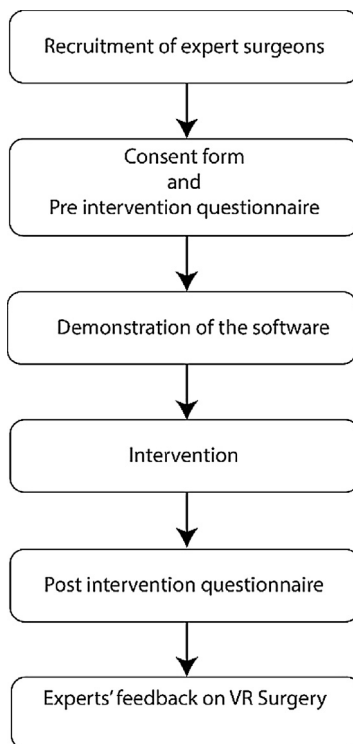 Recruitment of expert surgeons
Consent form
and
Pre intervention questionnaire
Demonstration of the software
Intervention
Post intervention questionnaire
Experts' feedback on VR Surgery